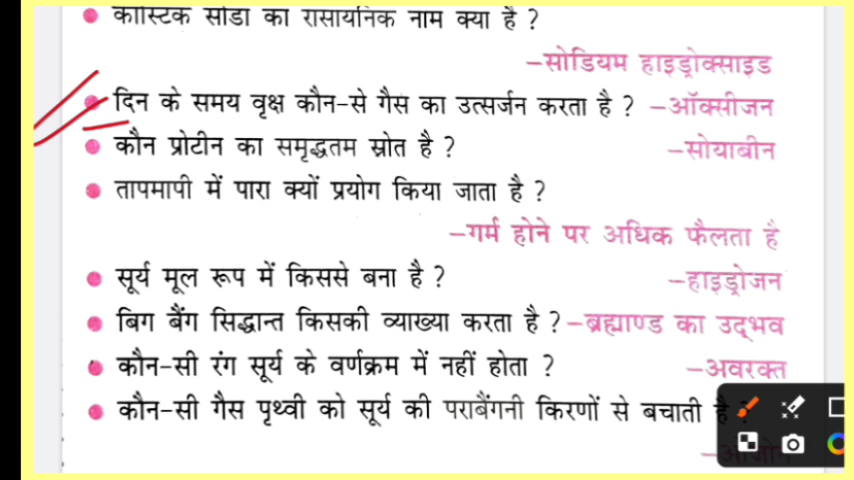 कास्टिक सोडा का रासायनिक नाम क्या है ?
–सोडियम हाइड्रोक्साइड
दिन के समय वृक्ष कौन-से गैस का उत्सर्जन करता है ? –ऑक्सीजन
कौन प्रोटीन का समृद्धतम स्रोत है ? –सोयाबीन
तापमापी में पारा क्यों प्रयोग किया जाता है ?
–गर्म होने पर अधिक फैलता है
सूर्य मूल रूप में किससे बना है ? –हाइड्रोजन
बिग बैंग सिद्धान्त किसकी व्याख्या करता है ? –ब्रह्माण्ड का उद्भव
कौन-सी रंग सूर्य के वर्णक्रम में नहीं होता ? –अवरक्त
कौन-सी गैस पृथ्वी को सूर्य की पराबैंगनी किरणों से बचाती है ?